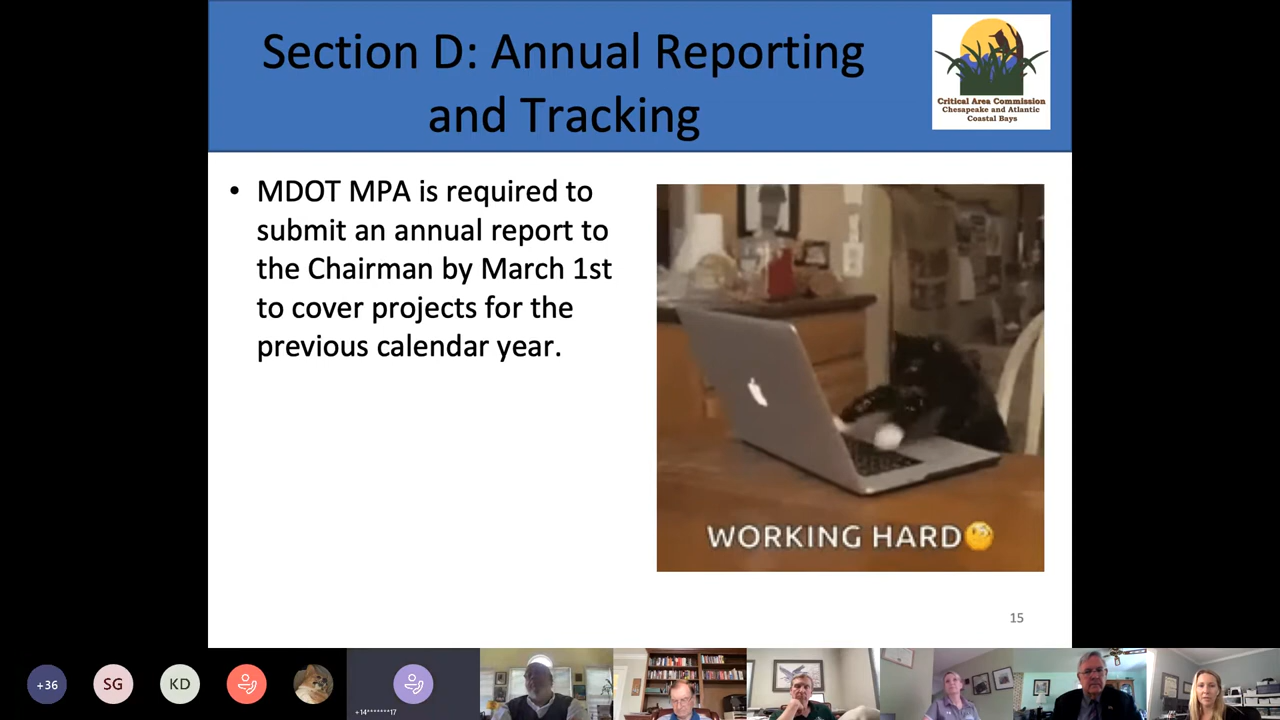 Section D: Annual Reporting
and Tracking
Critical Area Commission
Chesapeake and Atlantic
Coastal Bays
• MDOT MPA is required to
submit an annual report to
the Chairman by March 1st
to cover projects for the
previous calendar year.
WORKING HARD🧐
15
+36
SG
KD
+14*******17